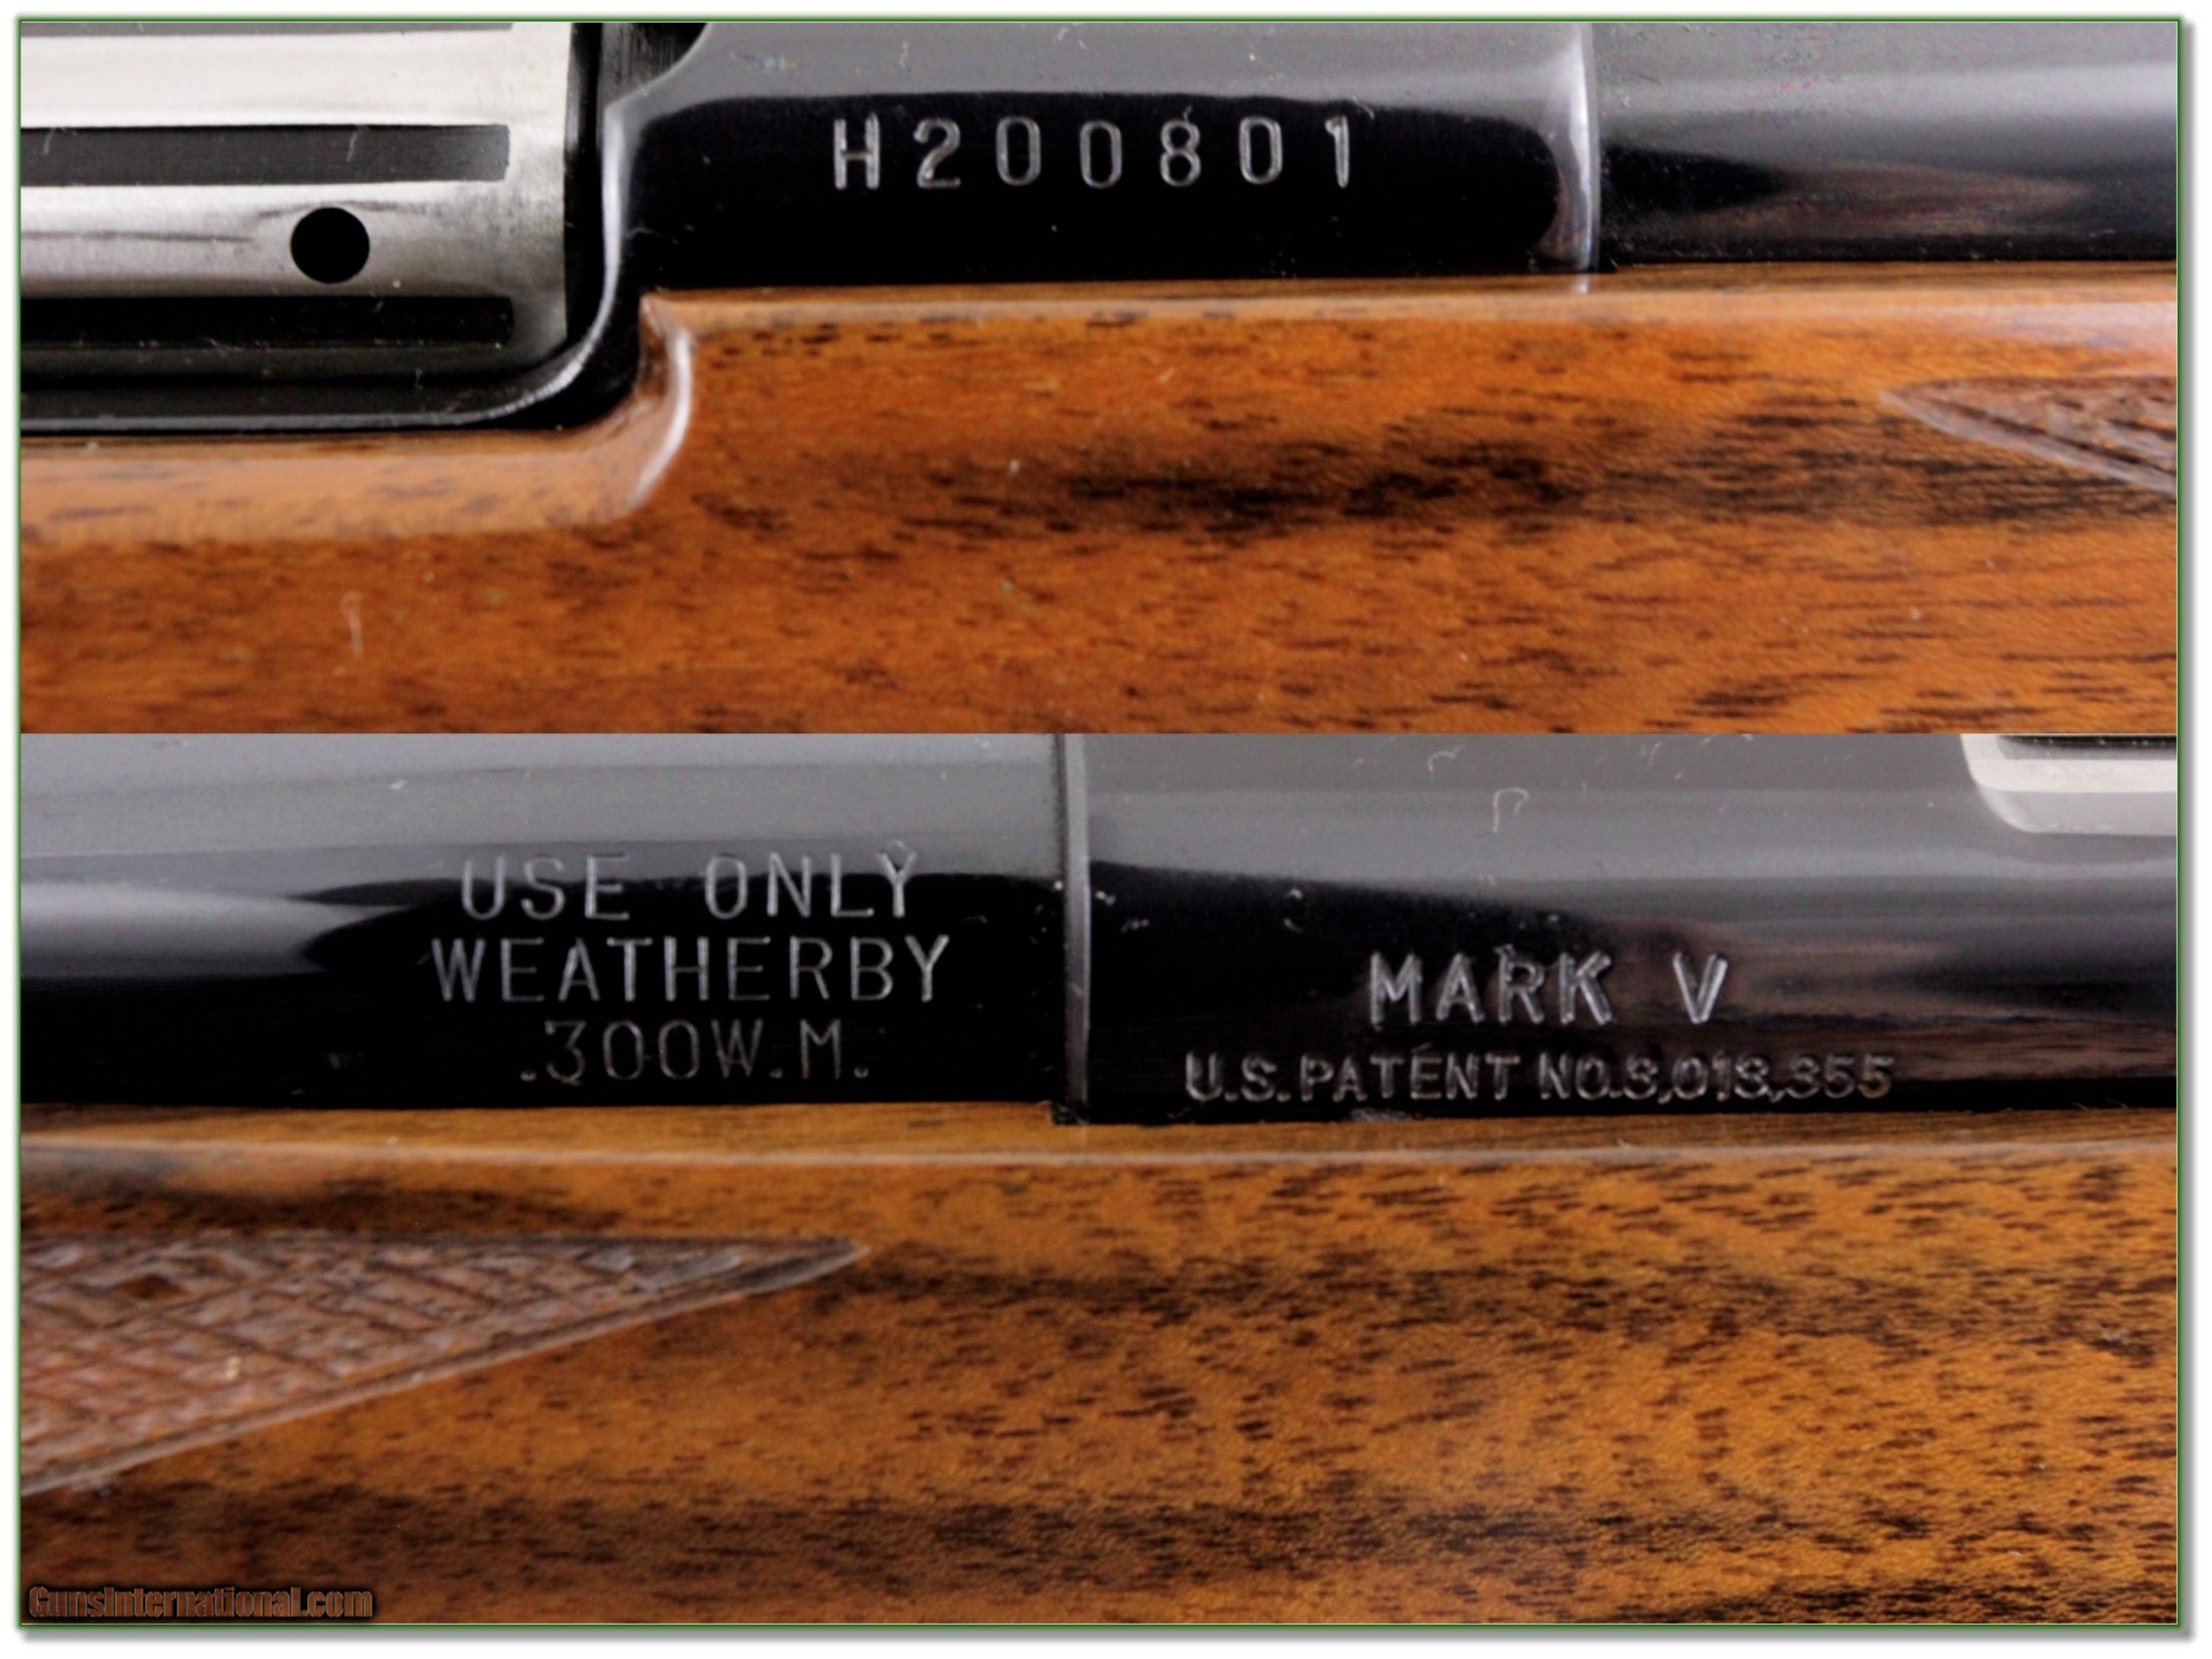 H200801
USE ONLY
WEATHERBY
.300W.M.
MARK V
U.S.PATENT NO.3,013,355
GunsInternational.com